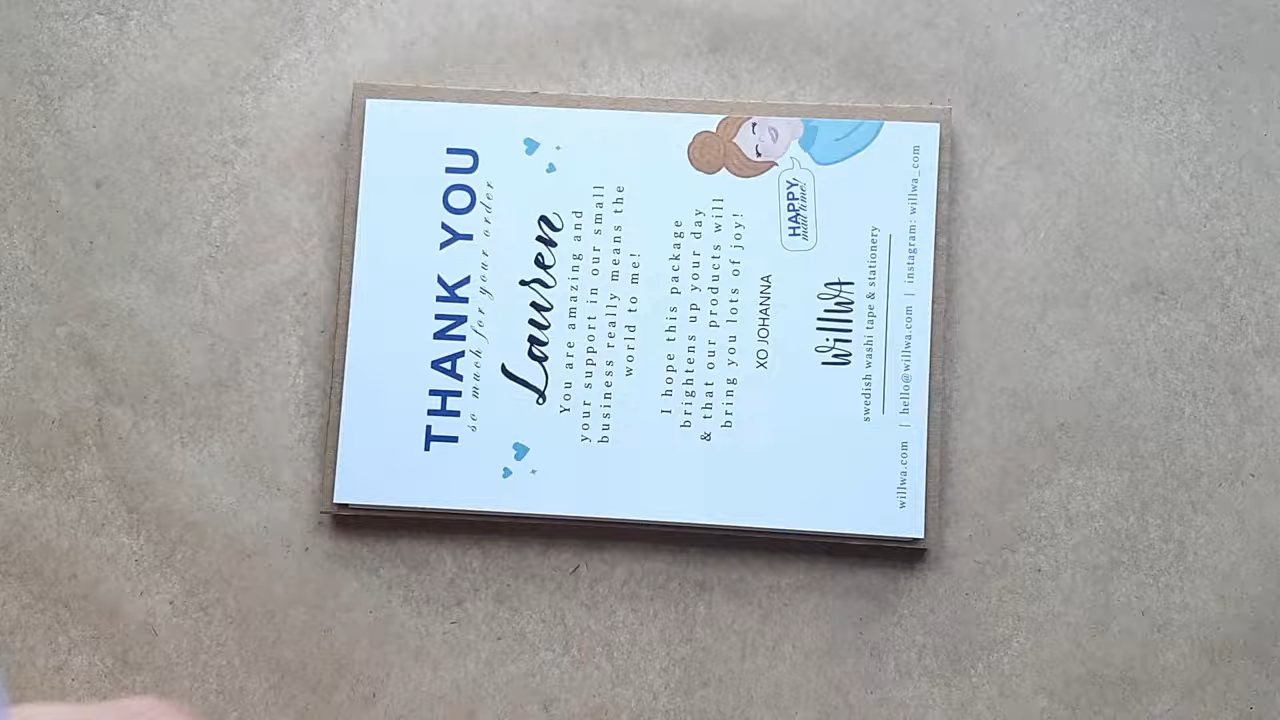 THANK YOU
so much for your order
Lauren
You are amazing and
your support in our small
business really means the
world to me!
I hope this package
brightens up your day
& that our products will
bring you lots of joy!
XO JOHANNA
HAPPY
mail time!
WillWA
swedish washi tape & stationery
willwa.com | hello@willwa.com | instagram: willwa_com